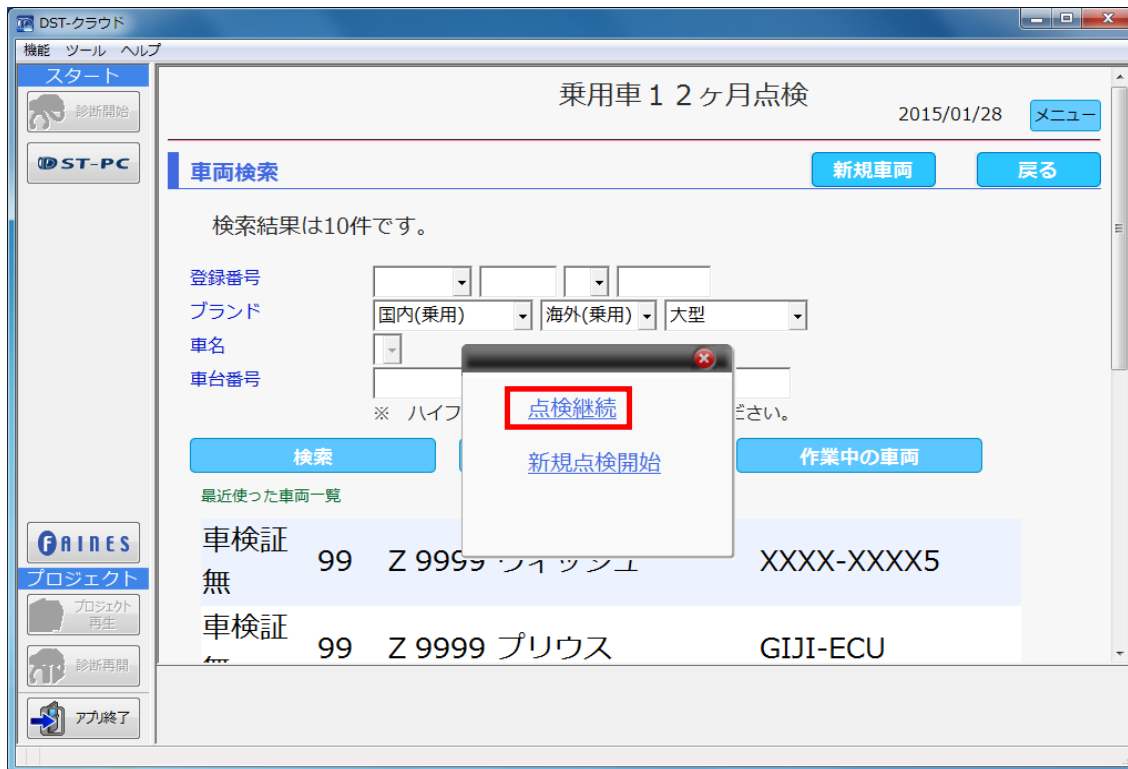 DST-クラウド
機能 ツール ヘルプ
スタート
診断開始
DST-PC
FAINES
プロジェクト
プロジェクト
再生
診断再開
アプリ終了
乗用車12ヶ月点検
2015/01/28 メニュー
車両検索 新規車両 戻る
検索結果は10件です。
登録番号
ブランド 国内(乗用) 海外(乗用) 大型
車名
車台番号
※ ハイフ ださい。
点検継続
新規点検開始
検索 作業中の車両
最近使った車両一覧
車検証
無 99 Z 9999 ウィッシュ XXXX-XXXX5
車検証
99 Z 9999 プリウス GIJI-ECU